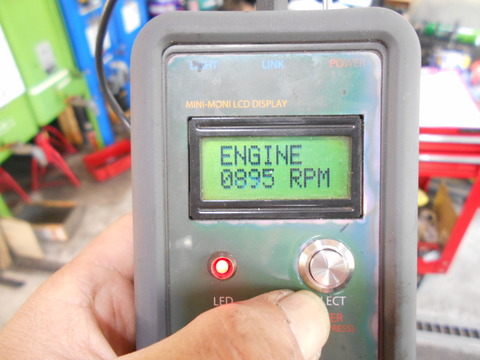 LINK
POWER
MINI-MONI LCD DISPLAY
ENGINE
0895 RPM
LED